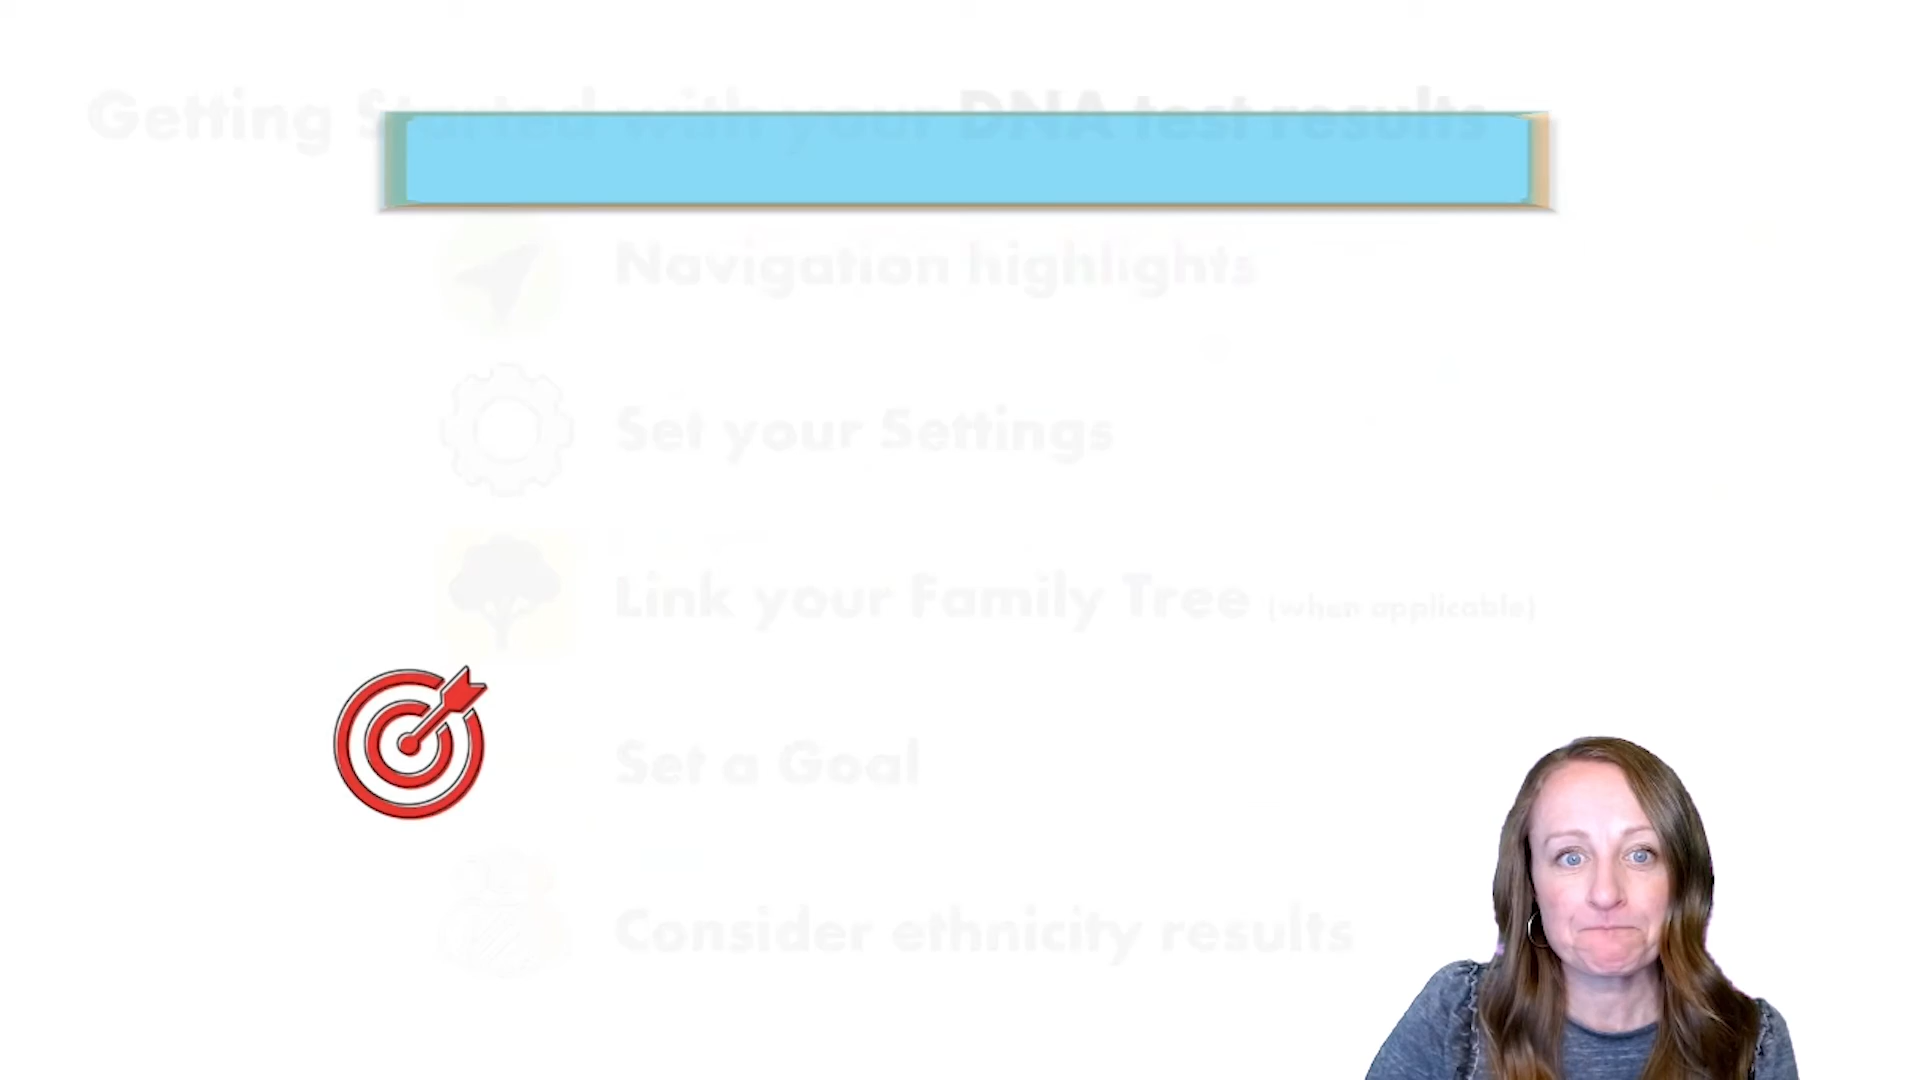 Getting Started with your DNA test results
Navigation highlights
Set your Settings
Link your Family Tree (when applicable)
Set a Goal
Consider ethnicity results